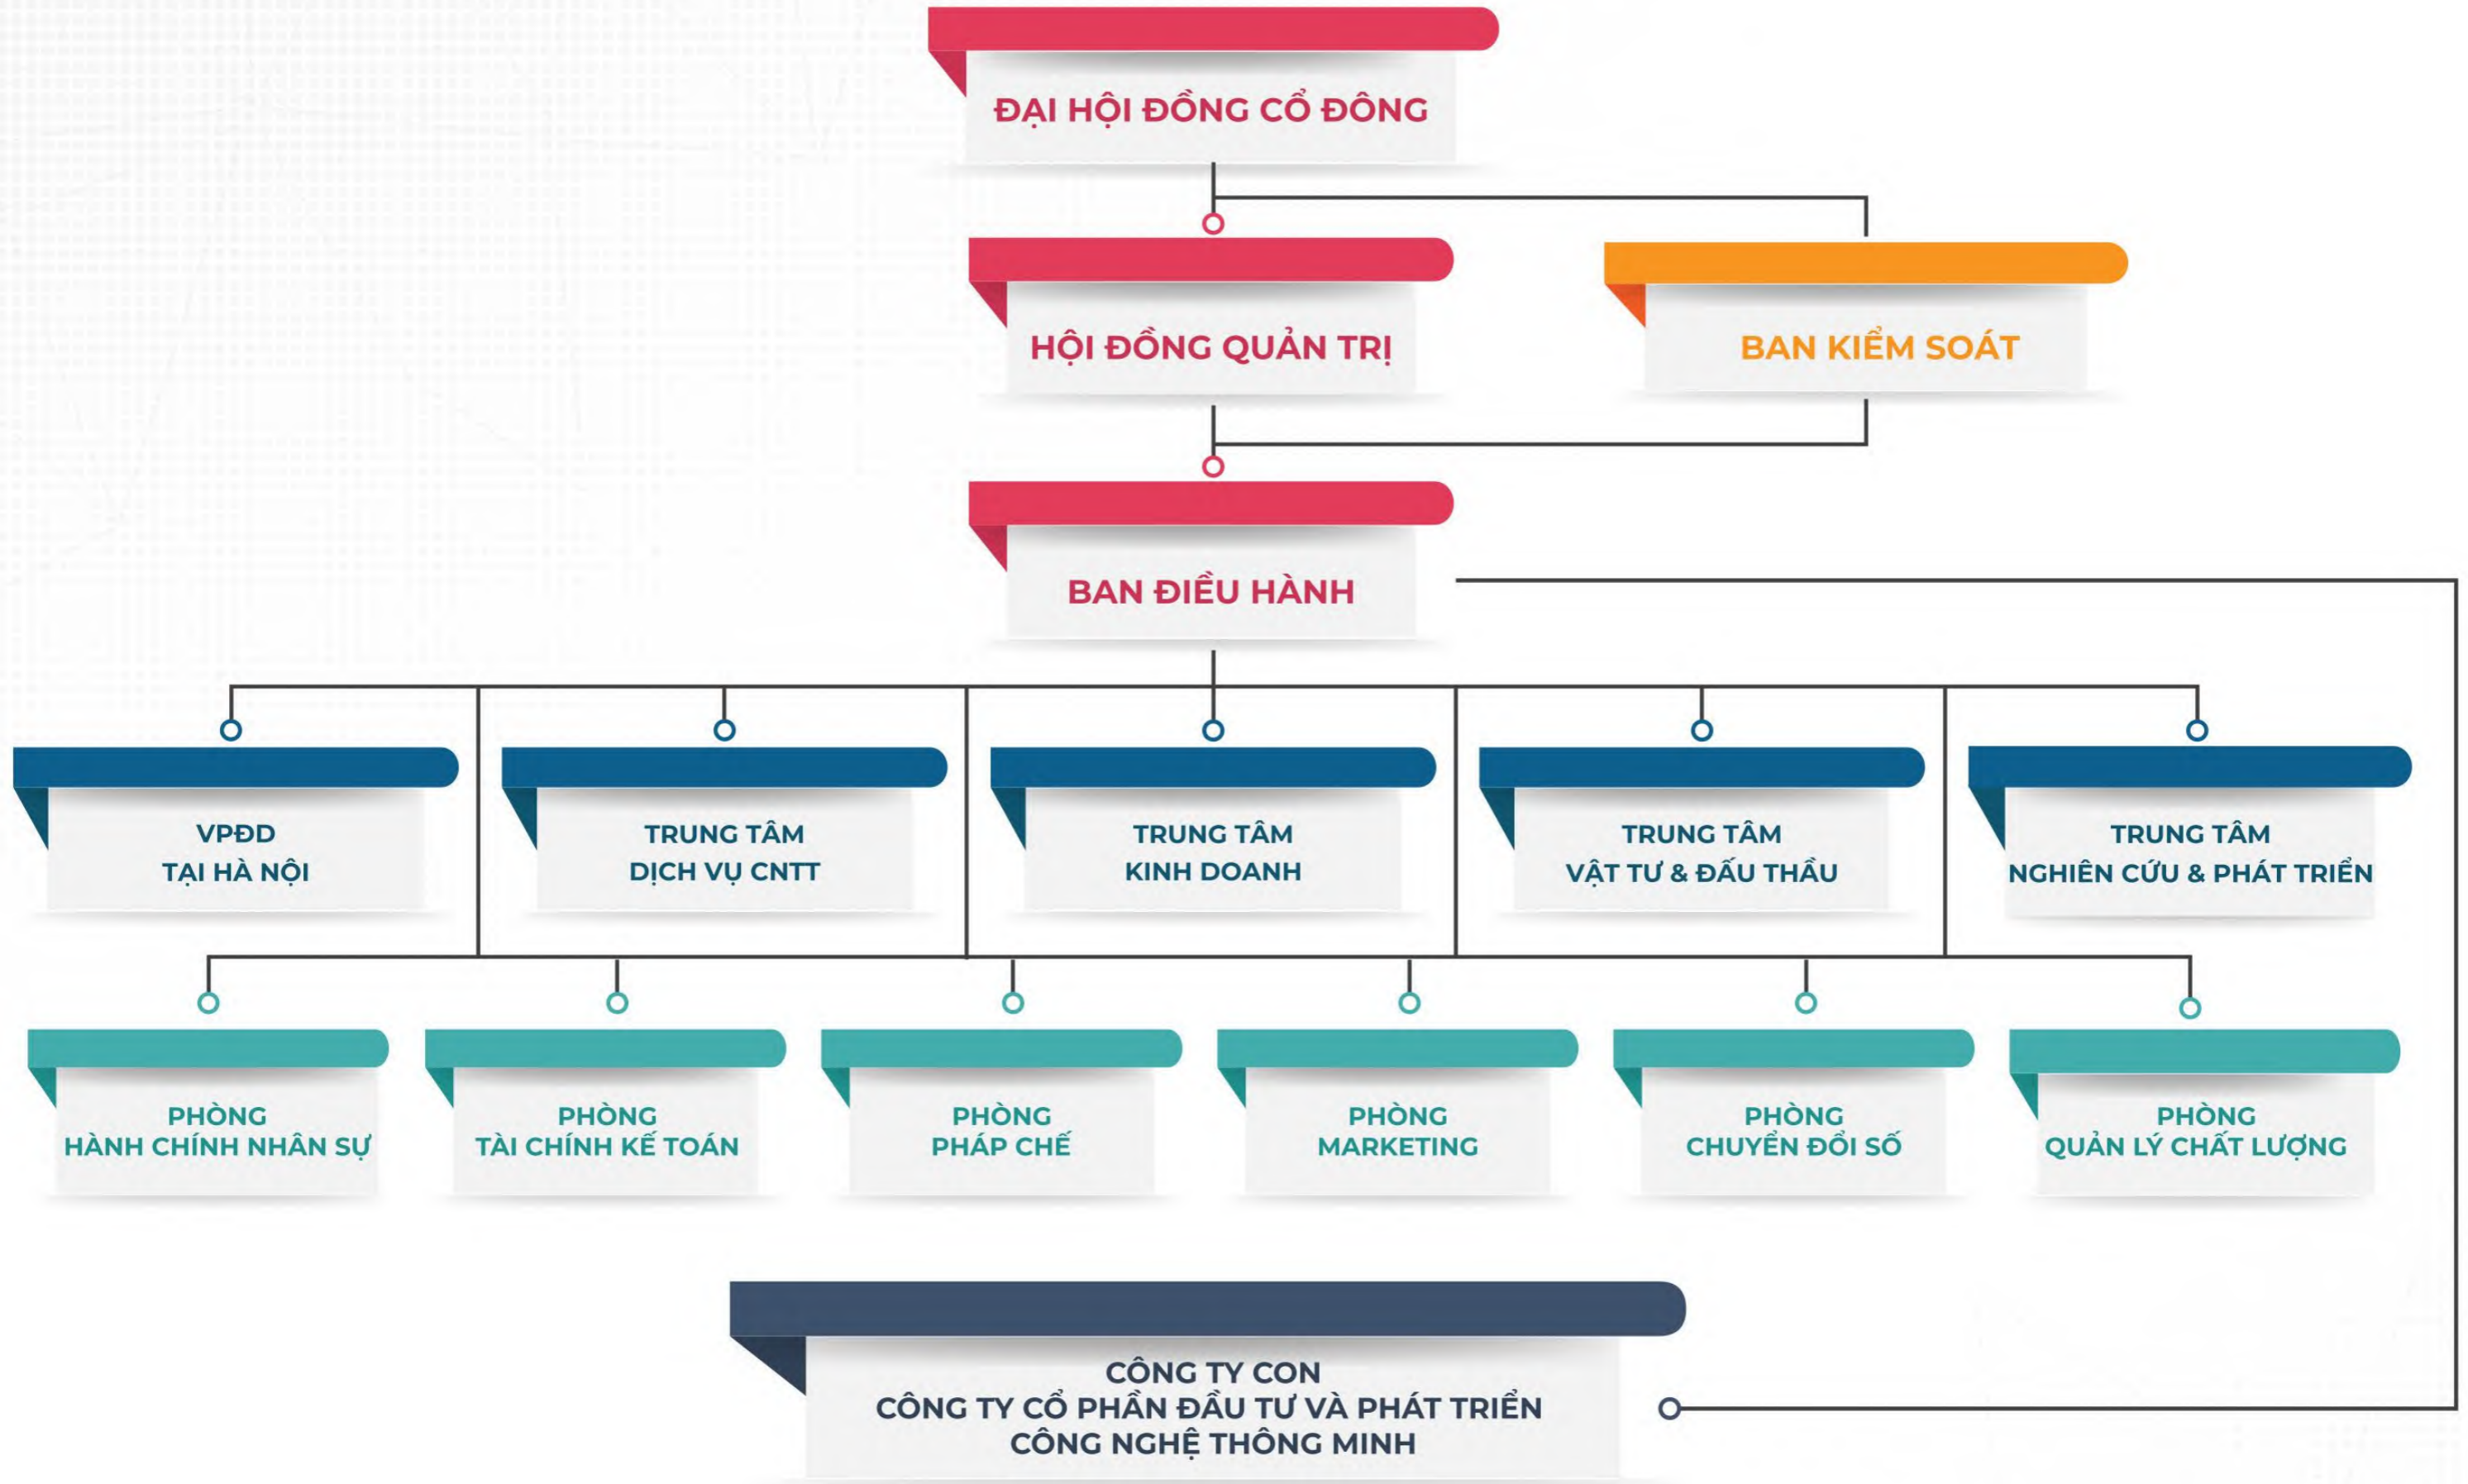 ĐẠI HỘI ĐỒNG CỔ ĐÔNG
HỘI ĐỒNG QUẢN TRỊ
BAN KIỂM SOÁT
BAN ĐIỀU HÀNH
VPĐD
TẠI HÀ NỘI
TRUNG TÂM
DỊCH VỤ CNTT
TRUNG TÂM
KINH DOANH
TRUNG TÂM
VẬT TƯ & ĐẤU THẦU
TRUNG TÂM
NGHIÊN CỨU & PHÁT TRIỂN
PHÒNG
HÀNH CHÍNH NHÂN SỰ
PHÒNG
TÀI CHÍNH KẾ TOÁN
PHÒNG
PHÁP CHẾ
PHÒNG
MARKETING
PHÒNG
CHUYỂN ĐỔI SỐ
PHÒNG
QUẢN LÝ CHẤT LƯỢNG
CÔNG TY CON
CÔNG TY CỔ PHẦN ĐẦU TƯ VÀ PHÁT TRIỂN
CÔNG NGHỆ THÔNG MINH